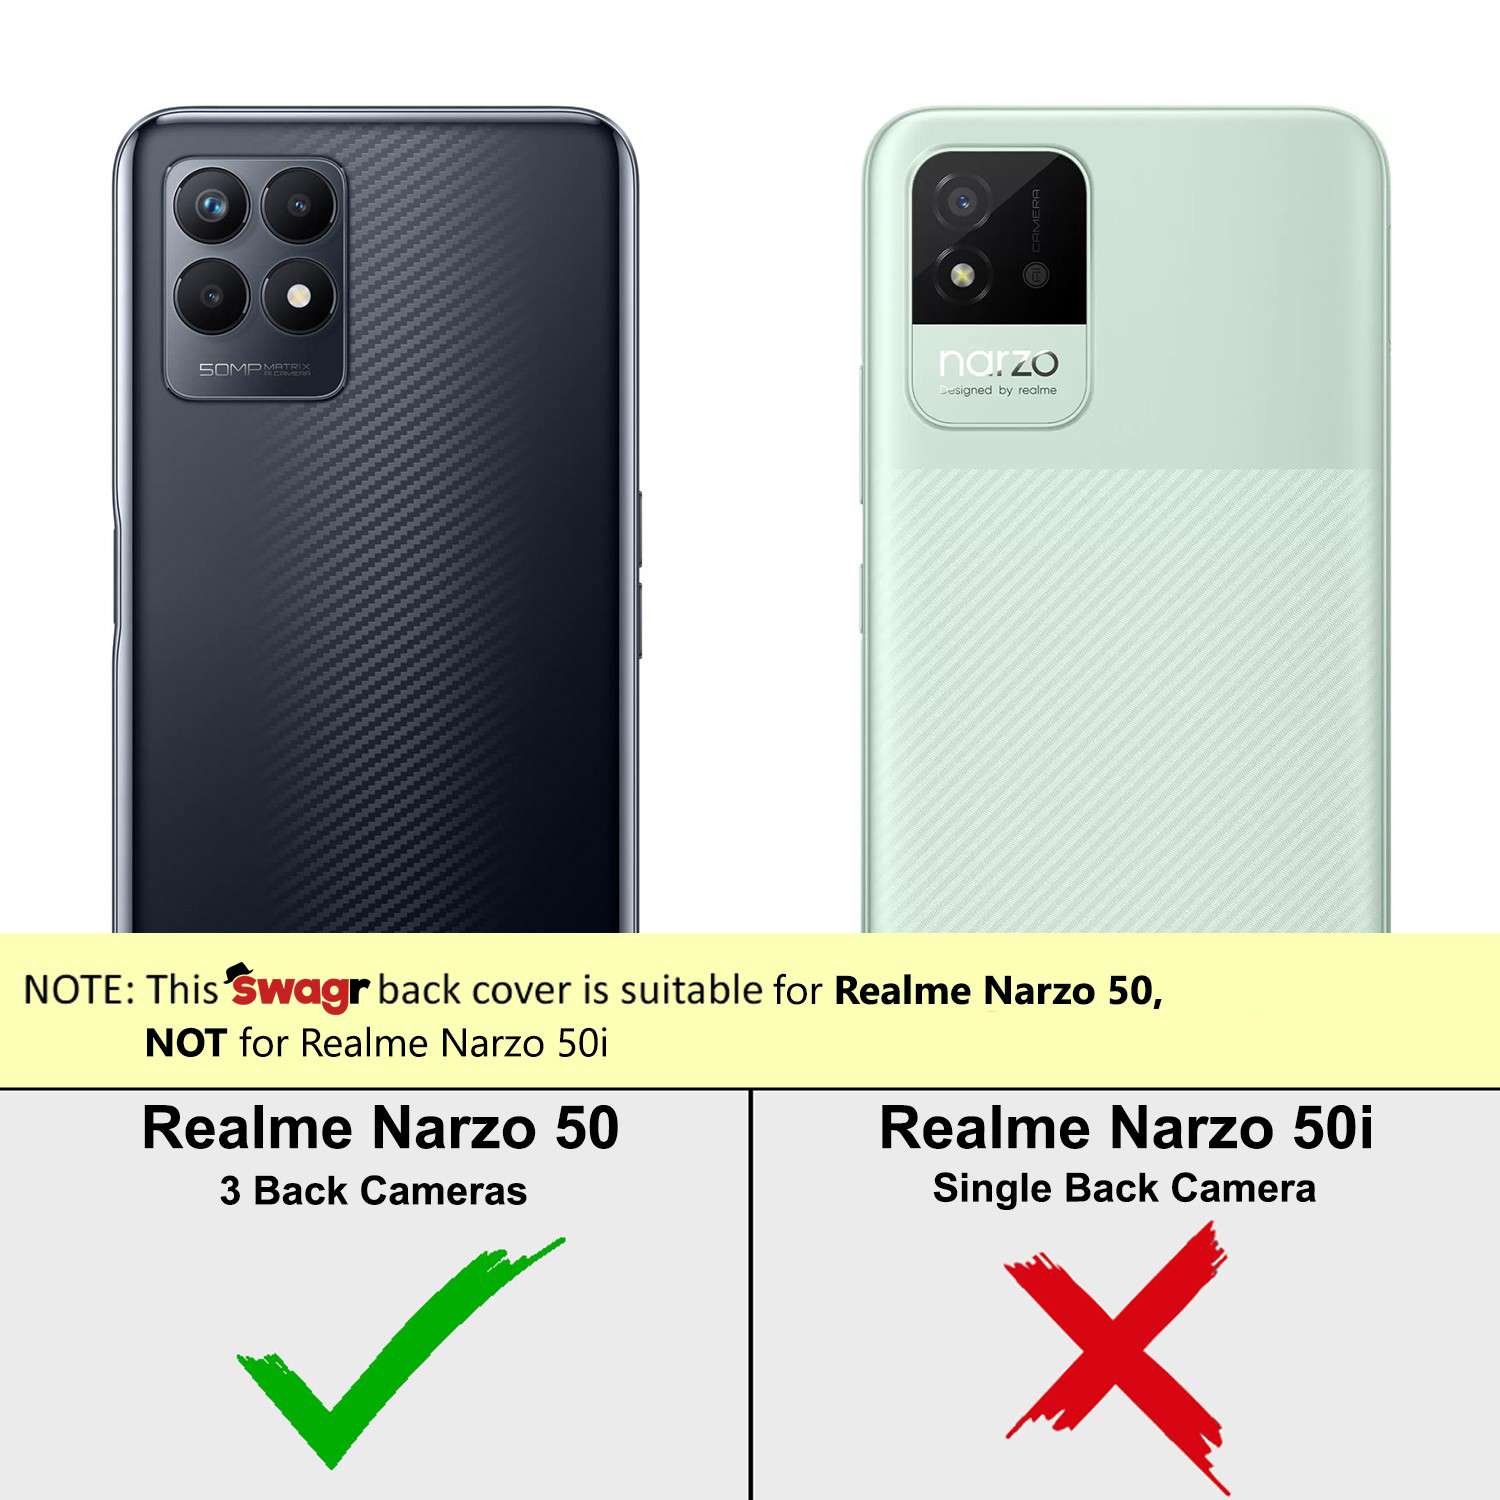 50MP MATRIX
AI CAMERA
AI CAMERA
narzo
Designed by realme
NOTE: This Swagr back cover is suitable for Realme Narzo 50,
NOT for Realme Narzo 50i
Realme Narzo 50
3 Back Cameras
Realme Narzo 50i
Single Back Camera